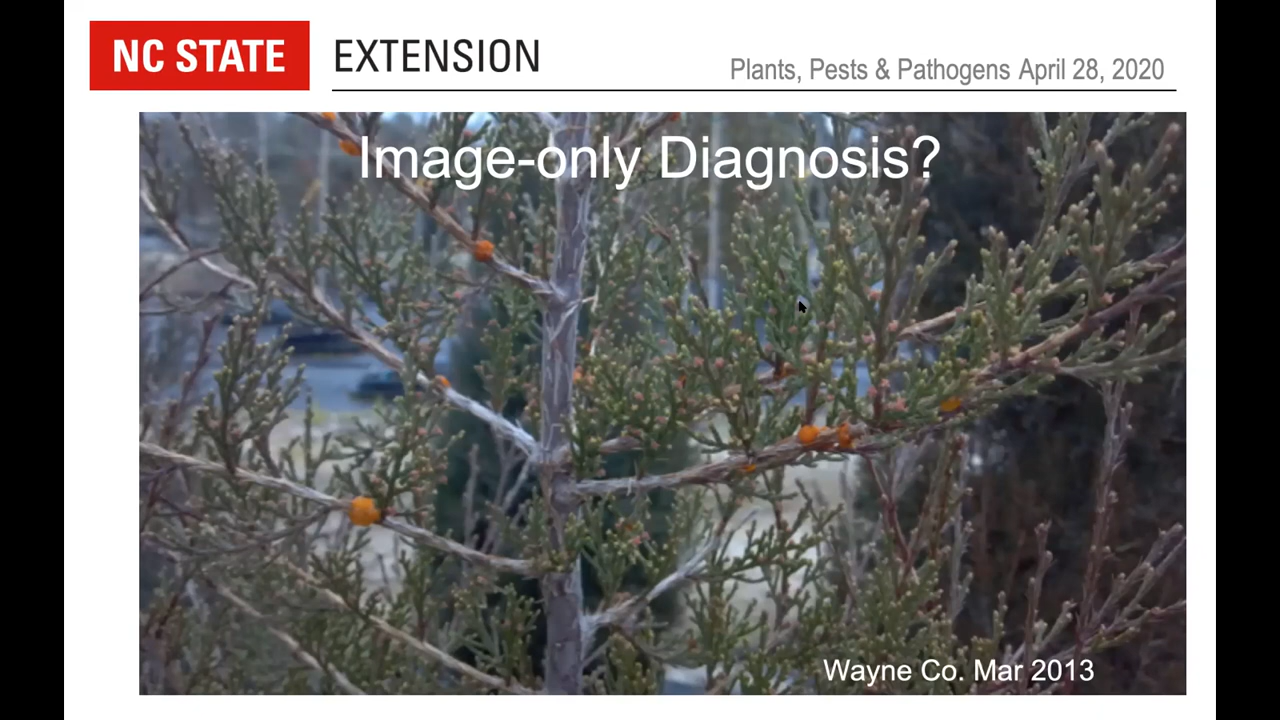 NC STATE EXTENSION
Plants, Pests & Pathogens April 28, 2020
Image-only Diagnosis?
Wayne Co. Mar 2013